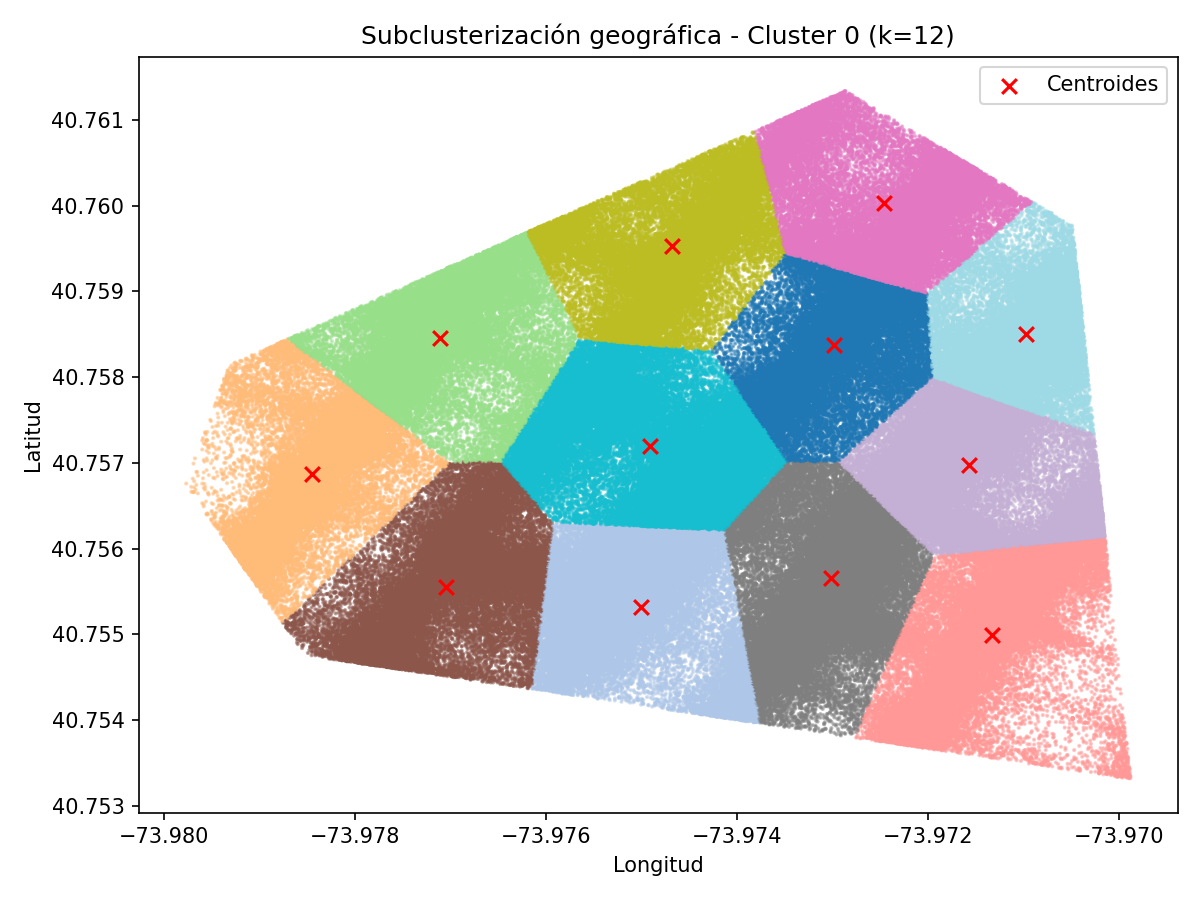 Subclusterización geográfica - Cluster 0 (k=12)
Centroides
40.761
40.760
40.759
40.758
40.757
40.756
40.755
40.754
40.753
Latitud
−73.980 −73.978 −73.976 −73.974 −73.972 −73.970
Longitud